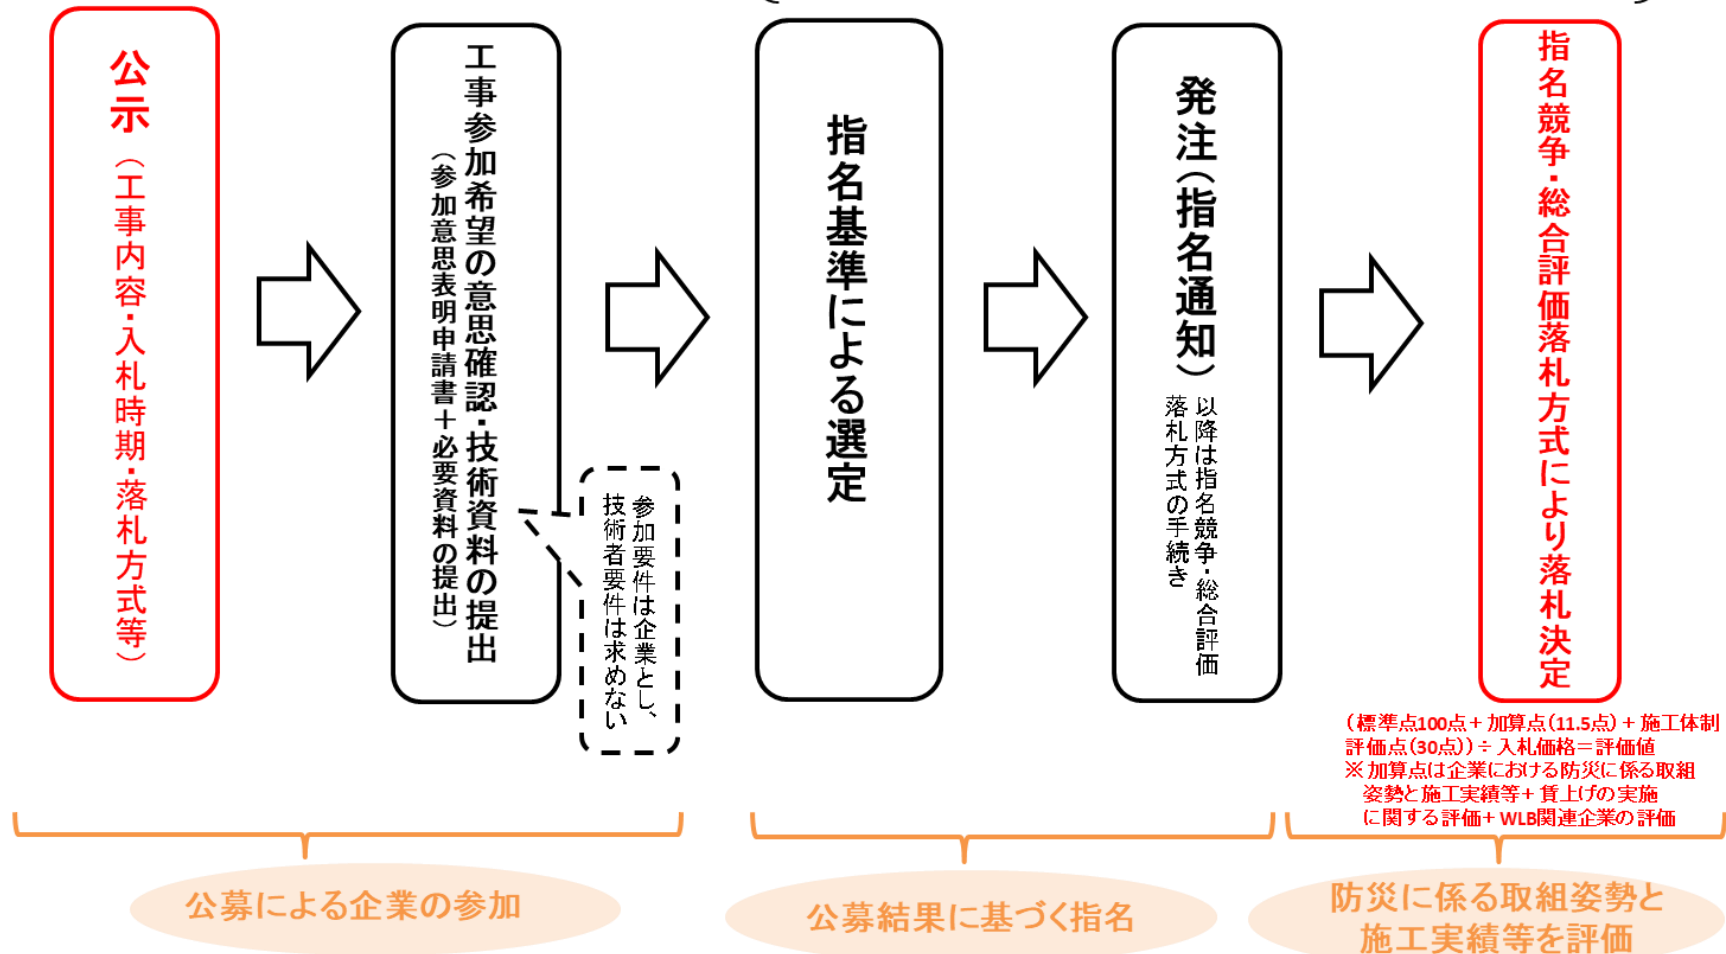 公示（工事内容・入札時期・落札方式等）
工事参加希望の意思確認・技術資料の提出
（参加意思表明申請書＋必要資料の提出）
参加要件は企業とし、
技術者要件は求めない
指名基準による選定
発注（指名通知）
以降は指名競争・総合評価
落札方式の手続き
指名競争・総合評価落札方式により落札決定
（標準点100点＋加算点（11.5点）＋施工体制
評価点（30点））÷入札価格＝評価値
※加算点は企業における防災に係る取組
姿勢と施工実績等＋賃上げの実施
に関する評価＋WLB関連企業の評価
公募による企業の参加
公募結果に基づく指名
防災に係る取組姿勢と
施工実績等を評価